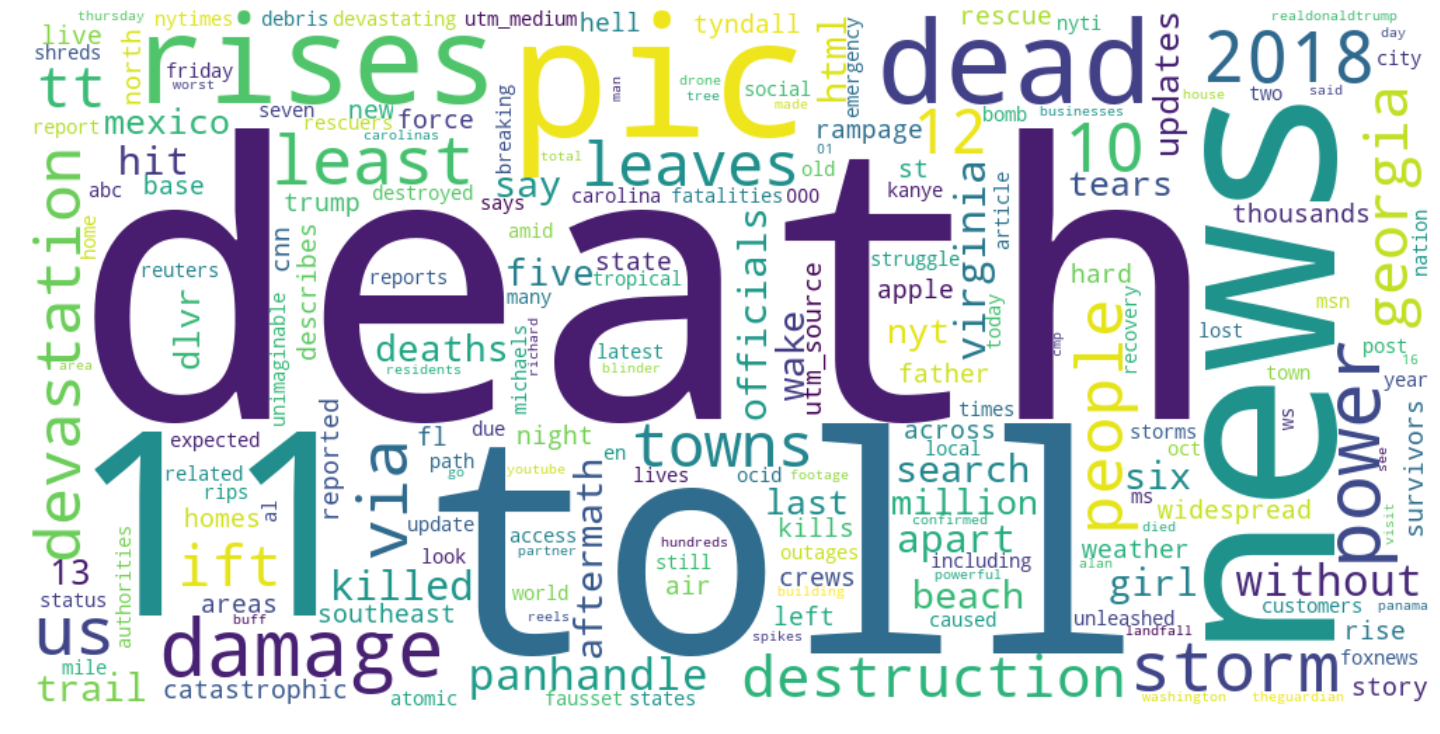 thursday nytimes debris devastating utm_medium hell tyndall rescue nyti realdonaldtrump
live shreds north rises pic html emergency dead updates 2018 day city
tt friday worst seven new breaking man drone tree social made bomb businesses house two said
report mexico rescuers force carolinas total rampage 12 10 georgia
hit least leaves old 01 st tears
abc base trump destroyed say says carolina fatalities 000 kanye virginia article thousands nation
devastation home death amid officials struggle news
reuters cnn describes reports five state tropical many apple hard recovery msn
dlvr unimaginable deaths residents michaels richard latest blinder wake utm_source nyt father today cmp people lost post 16
area town year
expected reported fl due night times across storms oct ws power survivors
11 via toll path go en towns local search six see
related rips youtube lives ocid footage last million ms widespread visit
homes al update access partner hundreds kills confirmed died
13 authorities ift look still outages apart weather alan
status areas killed aftermath world air crews including powerful girl without
us buff southeast reels building left beach caused unleashed customers panama
damage spikes landfall rise
mile trail catastrophic panhandle destruction storm foxnews story
atomic fausset states washington theguardian